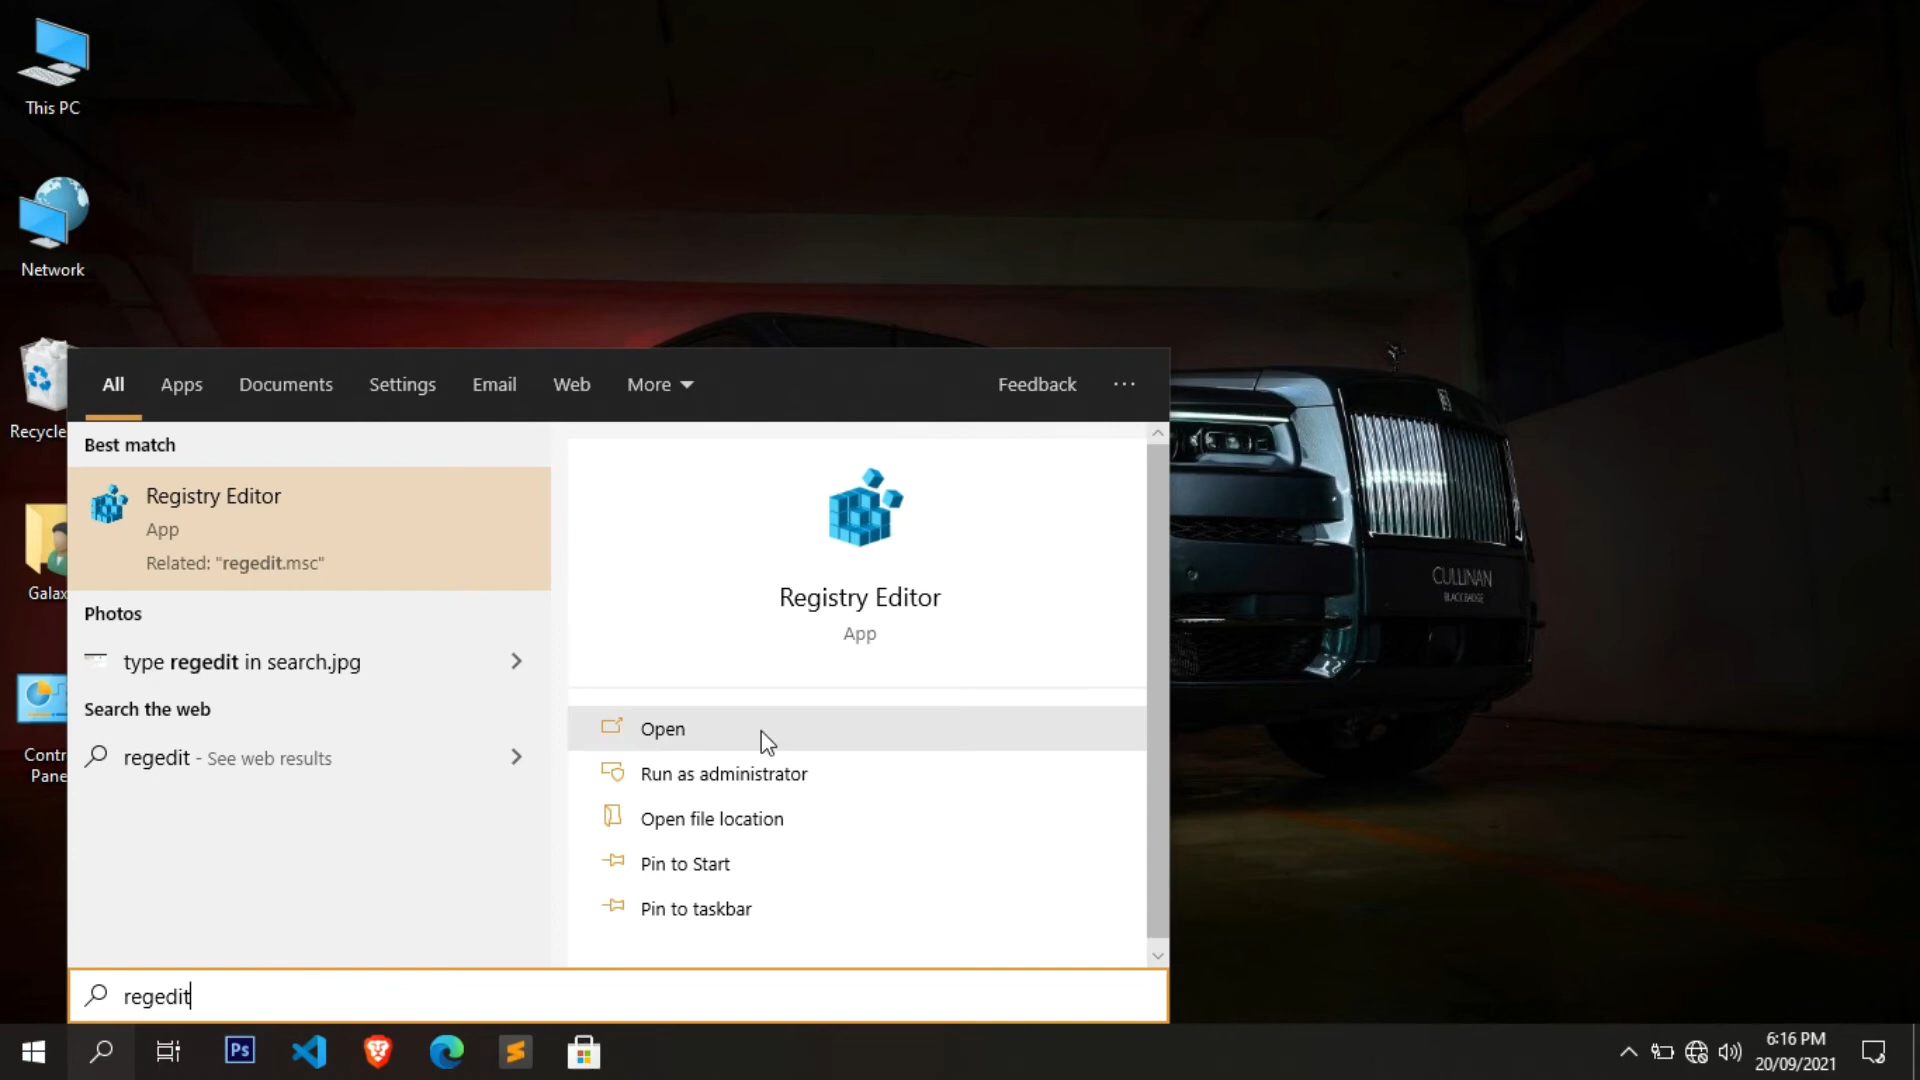 This PC
Network
Recycle
Galax
Contr
Pane
All Apps Documents Settings Email Web More Feedback ...
Best match
Registry Editor
App
Related: "regedit.msc"
Photos
type regedit in search.jpg
Search the web
regedit - See web results
Registry Editor
App
Open
Run as administrator
Open file location
Pin to Start
Pin to taskbar
regedit
CULLINAN
BLACK BADGE
Ps
6:16 PM
20/09/2021